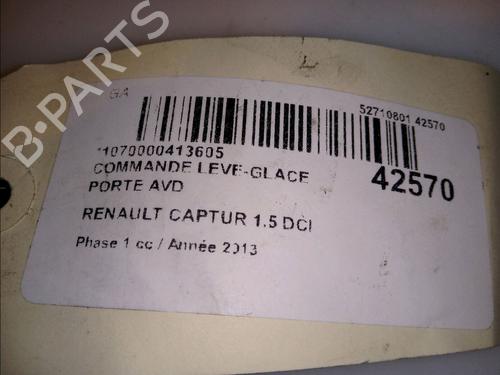 B-PARTS
GA
52710801 42570
*1070000413605
COMMANDE LEVE-GLACE
PORTE AVD
42570
RENAULT CAPTUR 1.5 DCI
Phase 1 cc / Année 2013